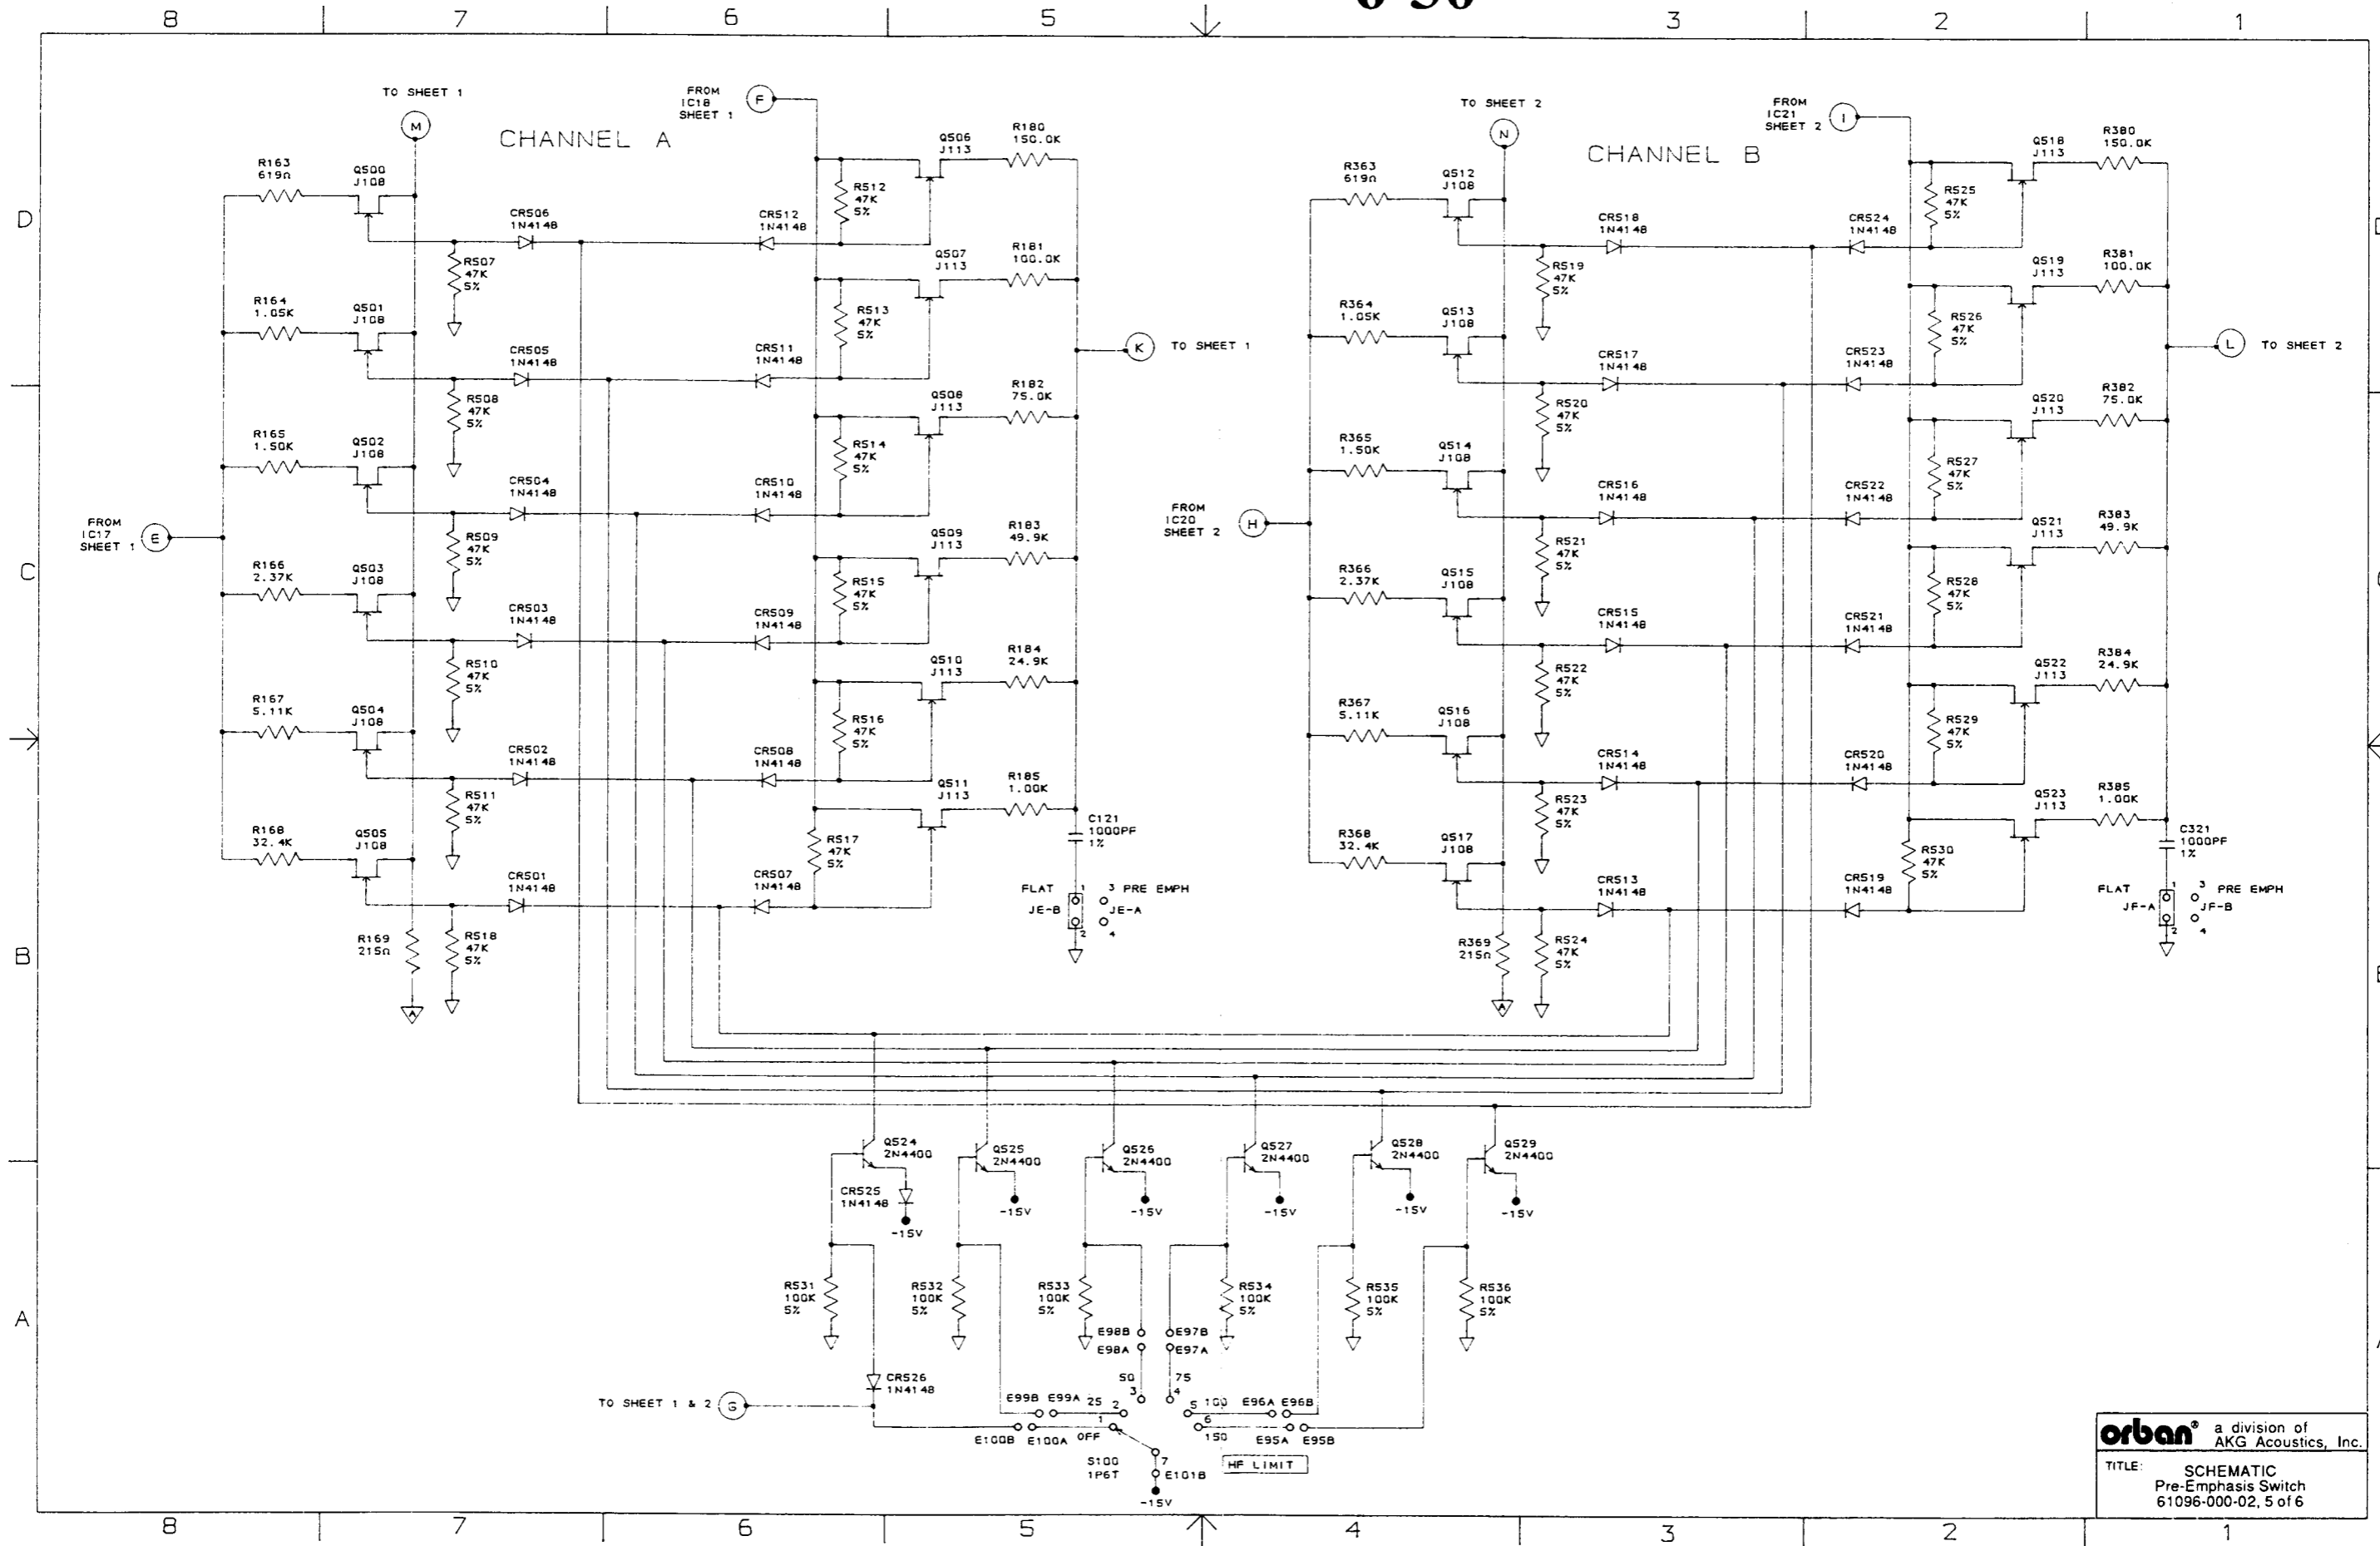 6-36
8 7 6 5 3 2 1
TO SHEET 1
M
CHANNEL A
FROM
IC18
SHEET 1
F
R163
619Ω
Q500
J108
CR506
1N4148
CR512
1N4148
R512
47K
5%
Q506
J113
R180
150.0K
R507
47K
5%
Q507
J113
R181
100.0K
R164
1.05K
Q501
J108
CR505
1N4148
CR511
1N4148
R513
47K
5%
K
TO SHEET 1
R508
47K
5%
Q508
J113
R182
75.0K
R165
1.50K
Q502
J108
CR504
1N4148
CR510
1N4148
R514
47K
5%
FROM
IC17
SHEET 1
E
R509
47K
5%
Q509
J113
R183
49.9K
R166
2.37K
Q503
J108
CR503
1N4148
CR509
1N4148
R515
47K
5%
R510
47K
5%
Q510
J113
R184
24.9K
R167
5.11K
Q504
J108
CR502
1N4148
CR508
1N4148
R516
47K
5%
R511
47K
5%
Q511
J113
R185
1.00K
R168
32.4K
Q505
J108
CR501
1N4148
CR507
1N4148
R517
47K
5%
C121
1000PF
1%
FLAT
JE-B
1
2
3 PRE EMPH
JE-A
4
R169
215Ω
R518
47K
5%
A
TO SHEET 2
N
CHANNEL B
FROM
IC21
SHEET 2
I
R363
619Ω
Q512
J108
CR518
1N4148
CR524
1N4148
R525
47K
5%
Q518
J113
R380
150.0K
R519
47K
5%
Q519
J113
R381
100.0K
R364
1.05K
Q513
J108
CR517
1N4148
CR523
1N4148
R526
47K
5%
L
TO SHEET 2
R520
47K
5%
Q520
J113
R382
75.0K
R365
1.50K
Q514
J108
CR516
1N4148
CR522
1N4148
R527
47K
5%
FROM
IC20
SHEET 2
H
R521
47K
5%
Q521
J113
R383
49.9K
R366
2.37K
Q515
J108
CR515
1N4148
CR521
1N4148
R528
47K
5%
R522
47K
5%
Q522
J113
R384
24.9K
R367
5.11K
Q516
J108
CR514
1N4148
CR520
1N4148
R529
47K
5%
R523
47K
5%
Q523
J113
R385
1.00K
R368
32.4K
Q517
J108
CR513
1N4148
CR519
1N4148
R530
47K
5%
C321
1000PF
1%
FLAT
JF-A
1
2
3 PRE EMPH
JF-B
4
R369
215Ω
R524
47K
5%
A
Q524
2N4400
Q525
2N4400
Q526
2N4400
Q527
2N4400
Q528
2N4400
Q529
2N4400
CR525
1N4148
-15V
-15V
-15V
-15V
-15V
-15V
R531
100K
5%
R532
100K
5%
R533
100K
5%
R534
100K
5%
R535
100K
5%
R536
100K
5%
E98B
E98A
E97B
E97A
CR526
1N4148
TO SHEET 1 & 2
G
50
3
75
4
E99B E99A 25 2
5 100 E96A E96B
E100B E100A OFF 1
6
150 E95A E95B
S100
1P6T
7
E101B
-15V
HF LIMIT
D
C
B
A
orban® a division of
AKG Acoustics, Inc.
TITLE: SCHEMATIC
Pre-Emphasis Switch
61096-000-02, 5 of 6
8 7 6 5 4 3 2 1